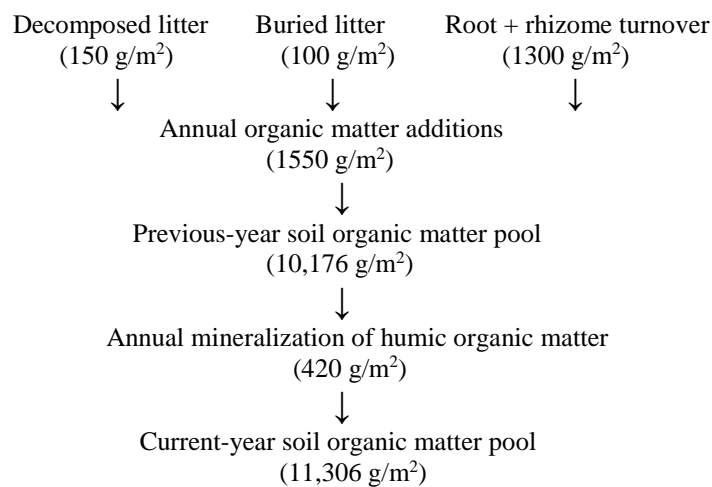 Decomposed litter Buried litter Root + rhizome turnover
(150 g/m²) (100 g/m²) (1300 g/m²)
↓ ↓ ↓
Annual organic matter additions
(1550 g/m²)
↓
Previous-year soil organic matter pool
(10,176 g/m²)
↓
Annual mineralization of humic organic matter
(420 g/m²)
↓
Current-year soil organic matter pool
(11,306 g/m²)